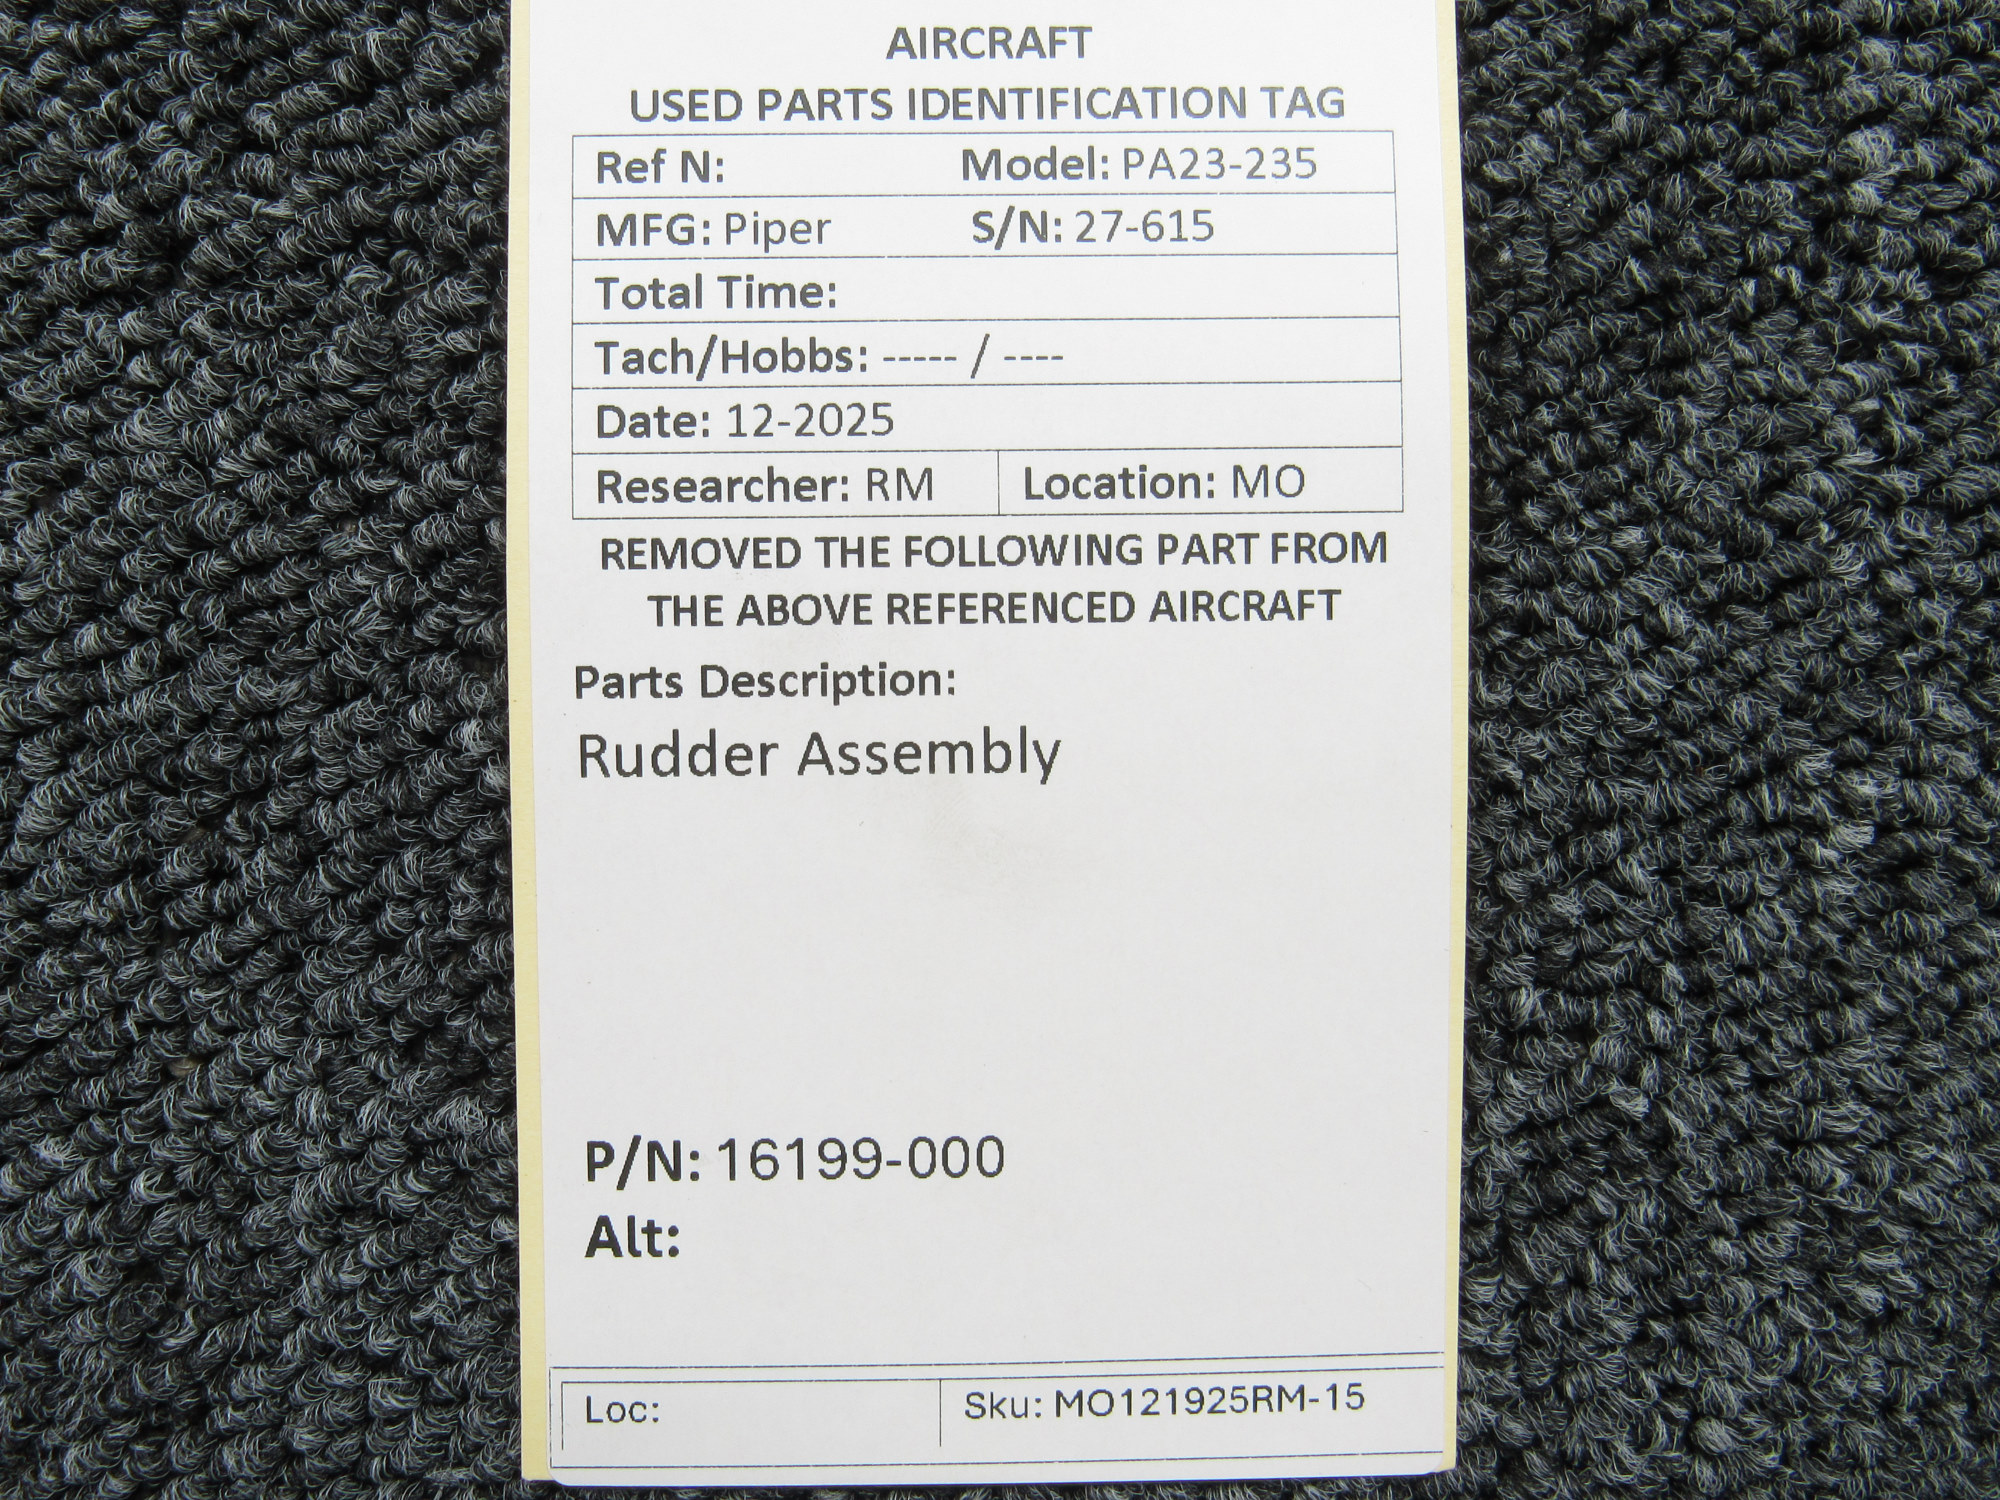 AIRCRAFT
USED PARTS IDENTIFICATION TAG
Ref N: Model: PA23-235
MFG: Piper S/N: 27-615
Total Time:
Tach/Hobbs: ----- / ----
Date: 12-2025
Researcher: RM Location: MO
REMOVED THE FOLLOWING PART FROM
THE ABOVE REFERENCED AIRCRAFT
Parts Description:
Rudder Assembly
P/N: 16199-000
Alt:
Loc: Sku: MO121925RM-15